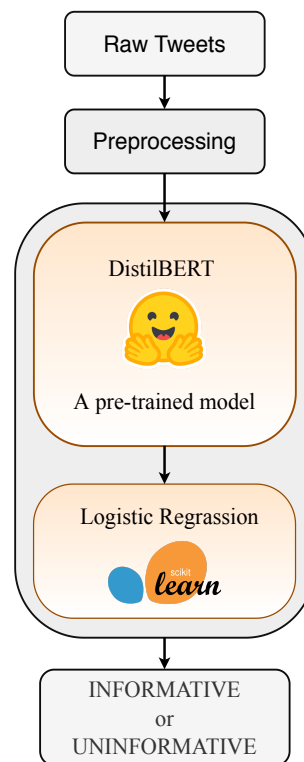 Raw Tweets
Preprocessing
DistilBERT
A pre-trained model
Logistic Regrassion
scikit
learn
INFORMATIVE
or
UNINFORMATIVE